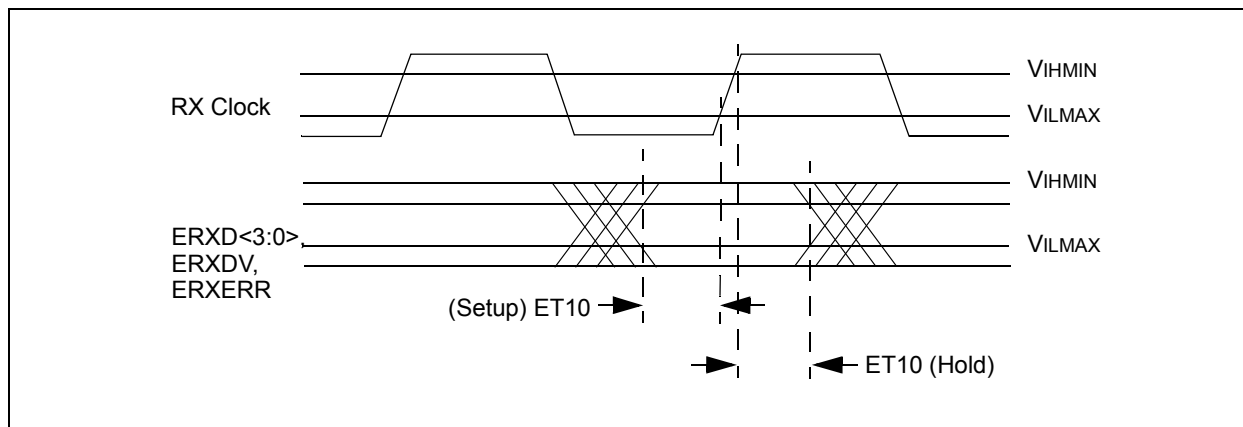 VIHMIN
RX Clock
VILMAX
VIHMIN
ERXD<3:0>,
ERXDV,
ERXERR
VILMAX
(Setup) ET10
ET10 (Hold)